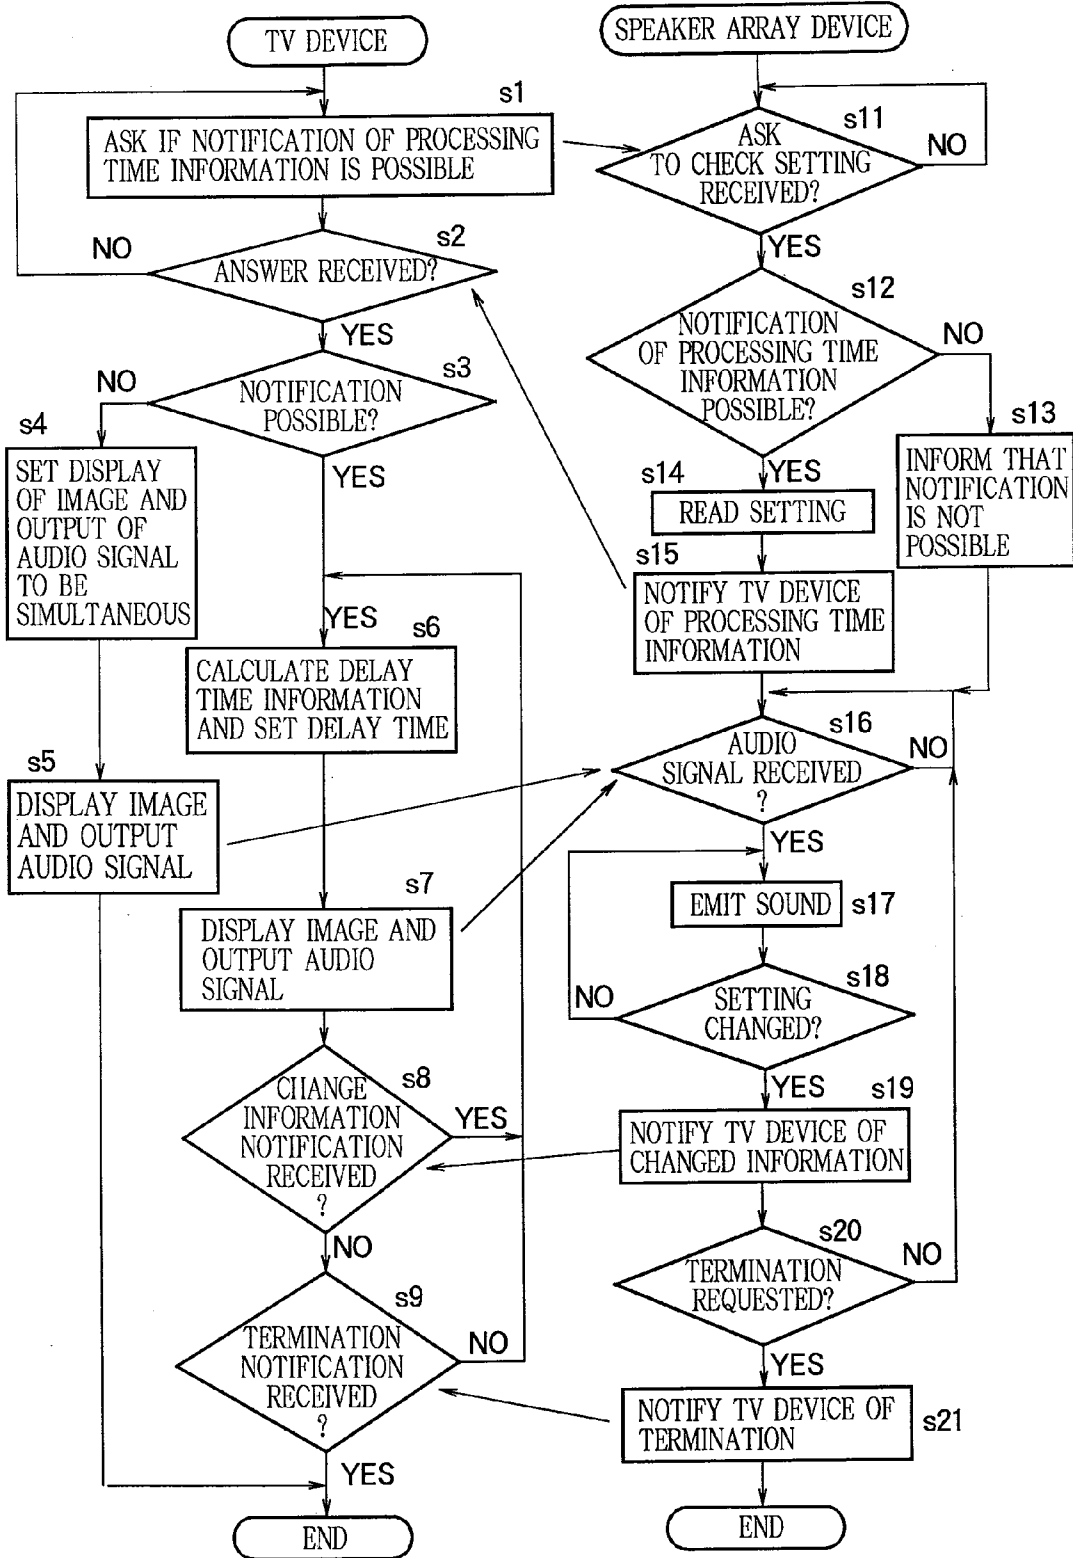 TV DEVICE
s1
ASK IF NOTIFICATION OF PROCESSING
TIME INFORMATION IS POSSIBLE
NO
s2
ANSWER RECEIVED?
YES
NO
s3
NOTIFICATION
POSSIBLE?
s4
SET DISPLAY
OF IMAGE AND
OUTPUT OF
AUDIO SIGNAL
TO BE
SIMULTANEOUS
YES
YES
s6
CALCULATE DELAY
TIME INFORMATION
AND SET DELAY TIME
s5
DISPLAY IMAGE
AND OUTPUT
AUDIO SIGNAL
s7
DISPLAY IMAGE AND
OUTPUT AUDIO
SIGNAL
s8
CHANGE
INFORMATION
NOTIFICATION
RECEIVED
?
YES
NO
s9
TERMINATION
NOTIFICATION
RECEIVED
?
NO
YES
END
SPEAKER ARRAY DEVICE
s11
ASK
TO CHECK SETTING
RECEIVED?
NO
YES
s12
NOTIFICATION
OF PROCESSING TIME
INFORMATION
POSSIBLE?
NO
s13
INFORM THAT
NOTIFICATION
IS NOT
POSSIBLE
YES
s14
READ SETTING
s15
NOTIFY TV DEVICE
OF PROCESSING TIME
INFORMATION
s16
AUDIO
SIGNAL RECEIVED
?
NO
YES
EMIT SOUND
s17
s18
SETTING
CHANGED?
NO
YES
s19
NOTIFY TV DEVICE OF
CHANGED INFORMATION
s20
TERMINATION
REQUESTED?
NO
YES
NOTIFY TV DEVICE OF
TERMINATION
s21
END